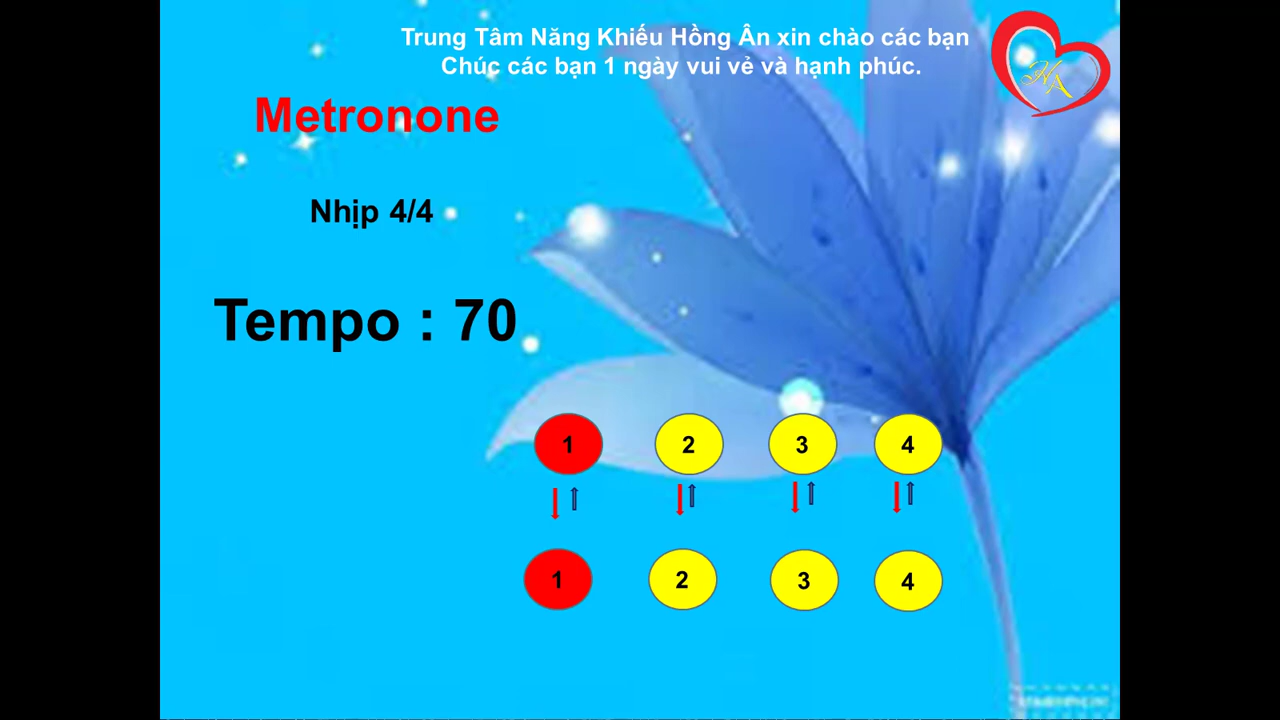 Trung Tâm Năng Khiếu Hồng Ân xin chào các bạn
Chúc các bạn 1 ngày vui vẻ và hạnh phúc.
HA
Metronone
Nhịp 4/4
Tempo : 70
1 2 3 4
1 2 3 4